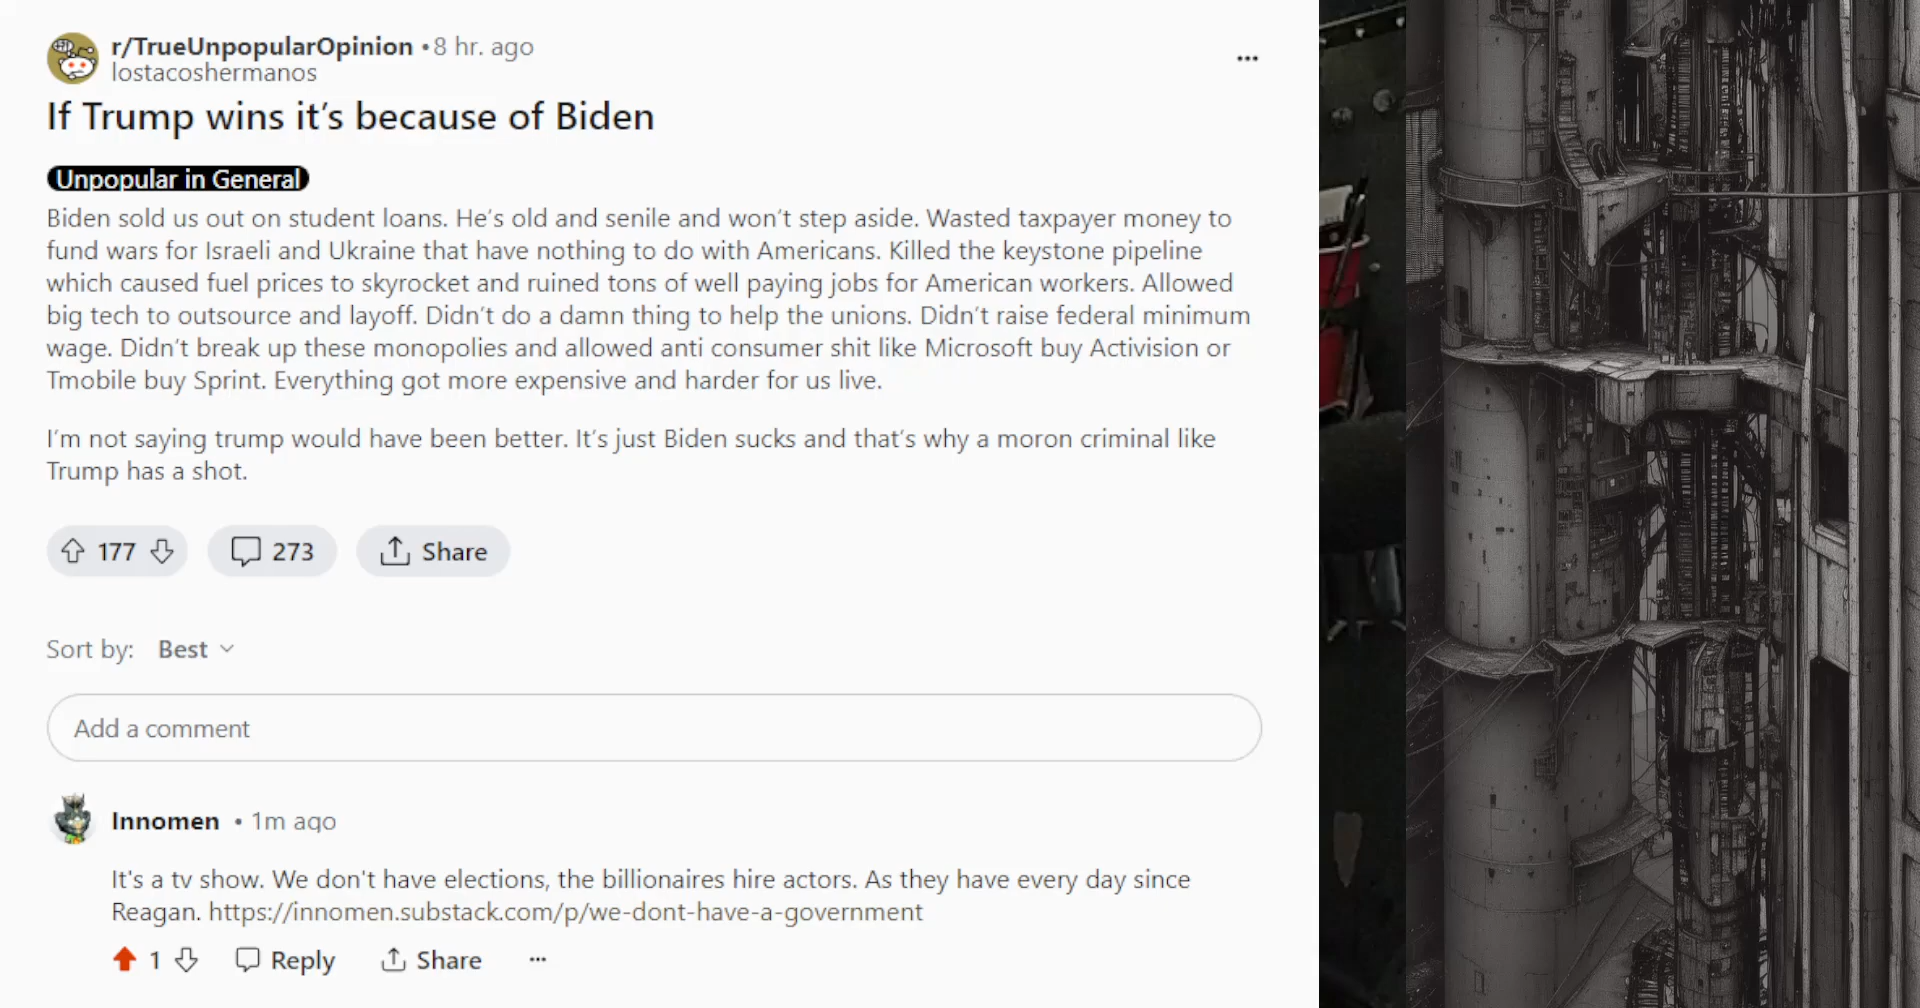 r/TrueUnpopularOpinion • 8 hr. ago
lostacoshermanos
If Trump wins it's because of Biden
Unpopular in General
Biden sold us out on student loans. He's old and senile and won't step aside. Wasted taxpayer money to
fund wars for Israeli and Ukraine that have nothing to do with Americans. Killed the keystone pipeline
which caused fuel prices to skyrocket and ruined tons of well paying jobs for American workers. Allowed
big tech to outsource and layoff. Didn't do a damn thing to help the unions. Didn't raise federal minimum
wage. Didn't break up these monopolies and allowed anti consumer shit like Microsoft buy Activision or
Tmobile buy Sprint. Everything got more expensive and harder for us live.
I'm not saying trump would have been better. It's just Biden sucks and that's why a moron criminal like
Trump has a shot.
177 273 Share
Sort by: Best
Add a comment
Innomen • 1m ago
It's a tv show. We don't have elections, the billionaires hire actors. As they have every day since
Reagan. https://innomen.substack.com/p/we-dont-have-a-government
1 Reply Share